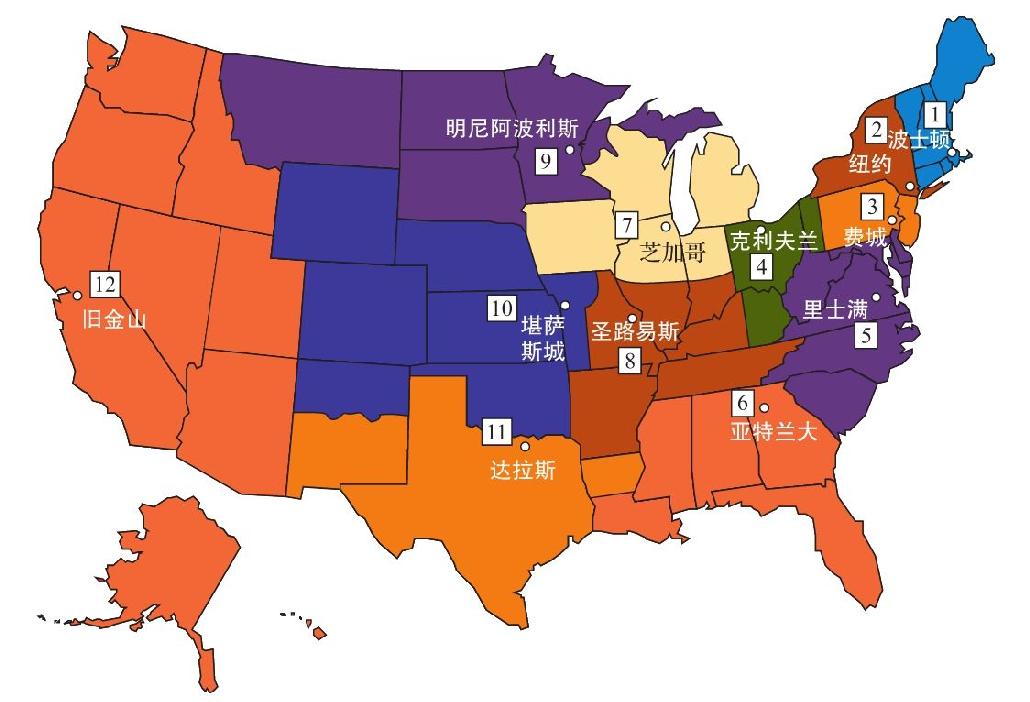 1
波士顿
2
纽约
3
费城
克利夫兰
4
里士满
5
6
亚特兰大
7
芝加哥
圣路易斯
8
明尼阿波利斯
9
10
堪萨
斯城
11
达拉斯
12
旧金山